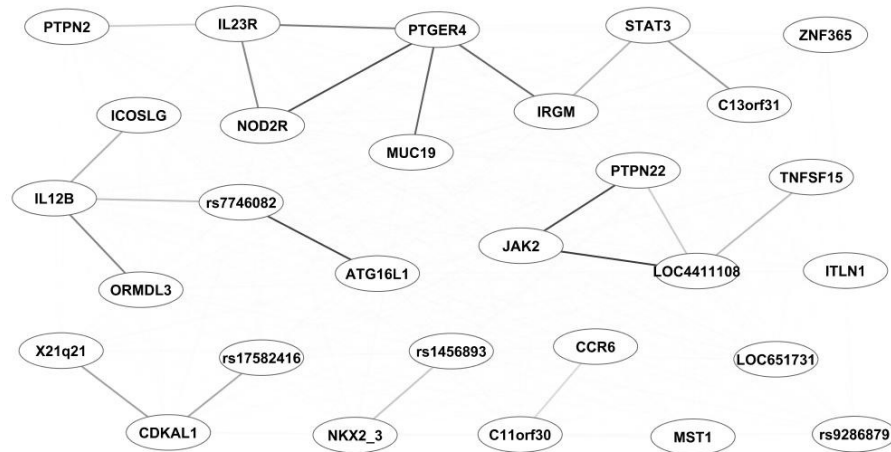 PTPN2
IL23R
PTGER4
STAT3
ZNF365
ICOSLG
NOD2R
MUC19
IRGM
C13orf31
IL12B
rs7746082
PTPN22
TNFSF15
JAK2
ORMDL3
ATG16L1
LOC4411108
ITLN1
X21q21
rs17582416
rs1456893
CCR6
LOC651731
CDKAL1
NKX2_3
C11orf30
MST1
rs9286879